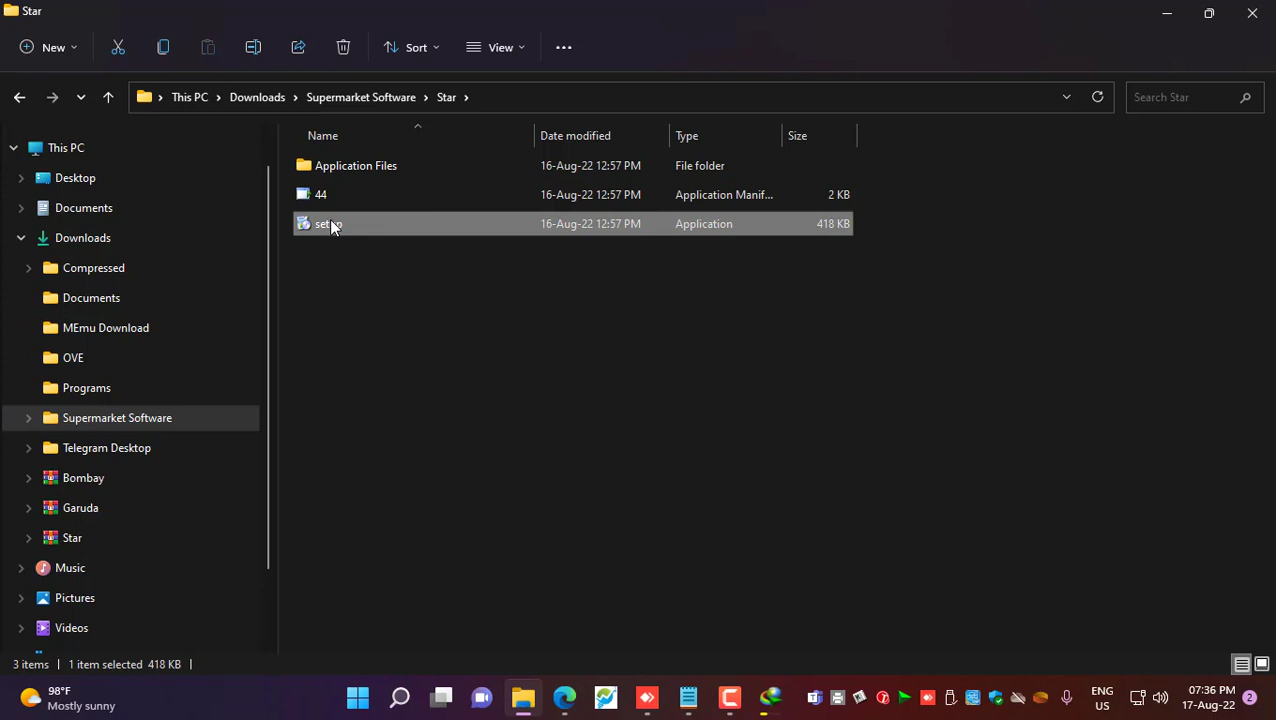 Star
New
Sort
View
This PC
Downloads
Supermarket Software
Star
Search Star
Name
Date modified
Type
Size
Application Files
16-Aug-22 12:57 PM
File folder
44
16-Aug-22 12:57 PM
Application Manif...
2 KB
16-Aug-22 12:57 PM
Application
418 KB
This PC
Desktop
Documents
Downloads
Compressed
Documents
MEmu Download
OVE
Programs
Supermarket Software
Telegram Desktop
Bombay
Garuda
Star
Music
Pictures
Videos
3 items
1 item selected 418 KB
98°F
Mostly sunny
ENG
US
07:36 PM
17-Aug-22
2